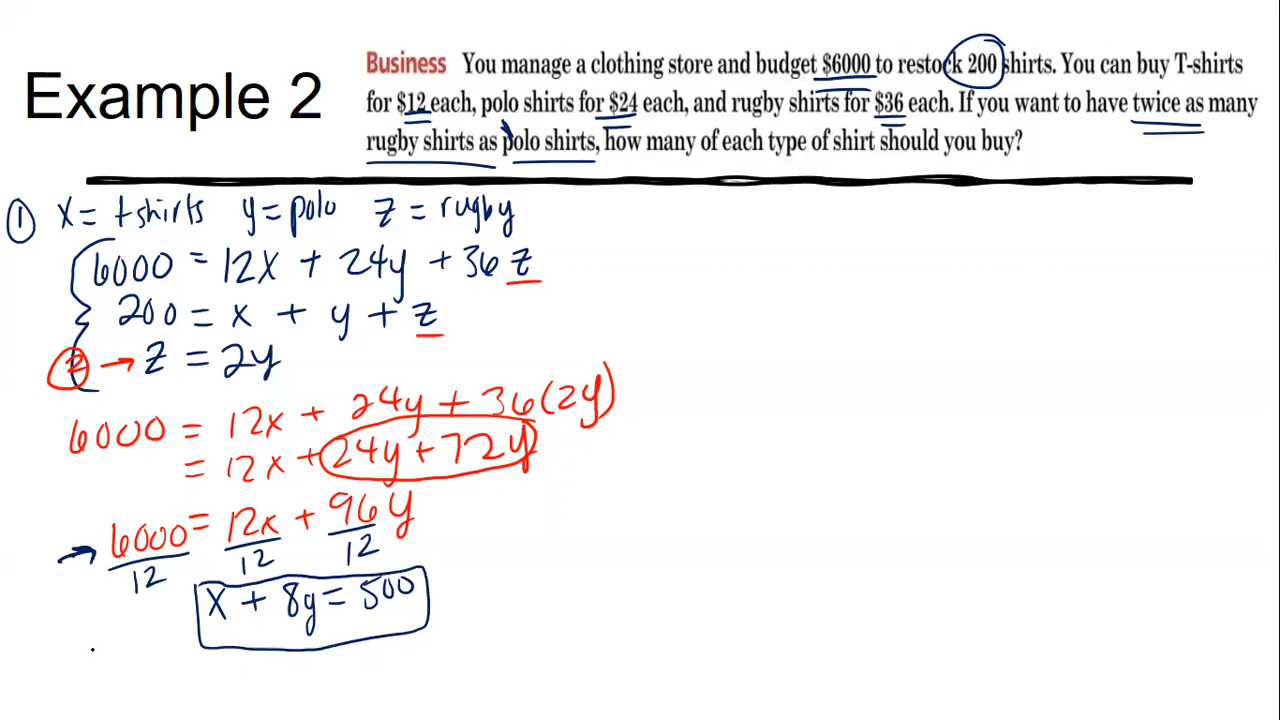 Example 2
Business You manage a clothing store and budget $6000 to restock 200 shirts. You can buy T-shirts
for $12 each, polo shirts for $24 each, and rugby shirts for $36 each. If you want to have twice as many
rugby shirts as polo shirts, how many of each type of shirt should you buy?
① x = tshirts y = polo z = rugby
6000 = 12x + 24y + 36z
200 = x + y + z
② → z = 2y
6000 = 12x + 24y + 36(2y)
= 12x + 24y + 72y
→ 6000/12 = 12x/12 + 96y/12
x + 8y = 500